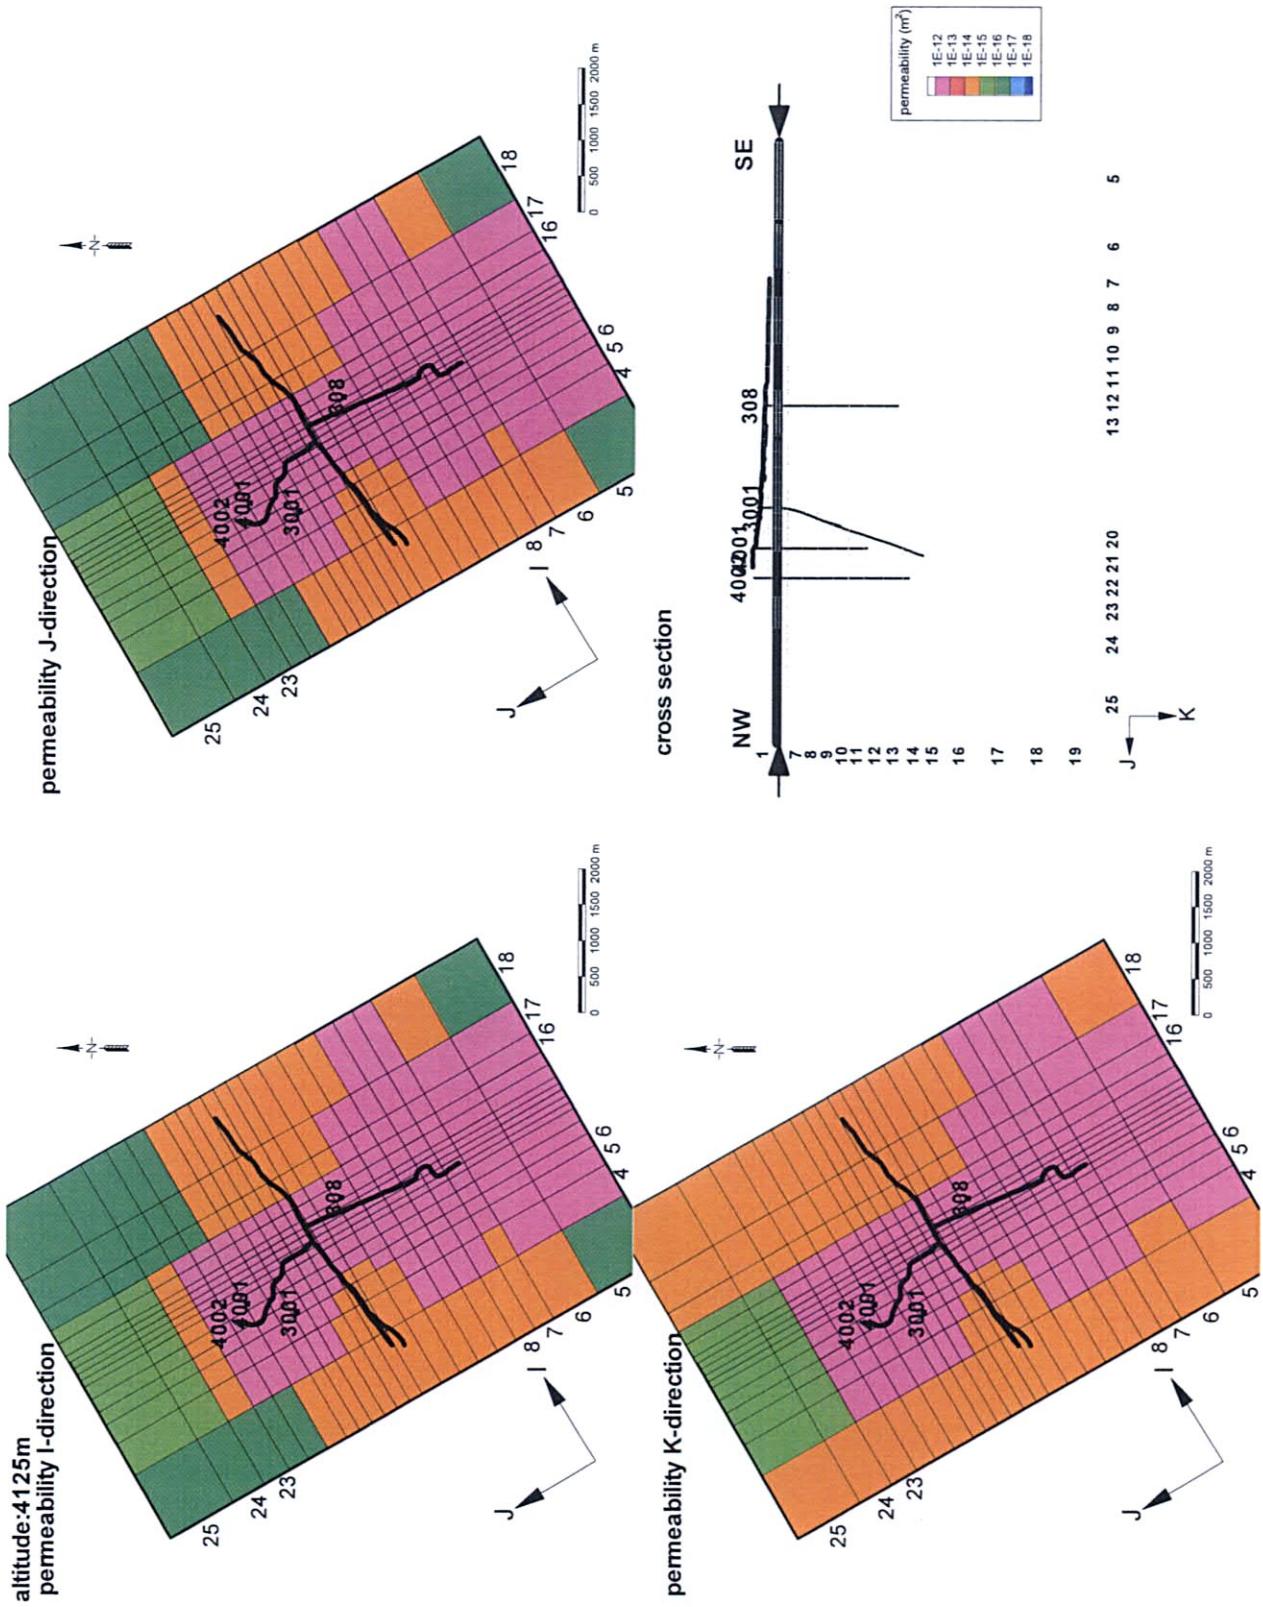 altitude:4125m
permeability I-direction
-N-
4002
4001
3001
308
25
24
23
8
7
6
5
4
5
6
16
17
18
I
J
0 500 1000 1500 2000 m
permeability J-direction
-N-
4002
4001
3001
308
25
24
23
8
7
6
5
4
5
6
16
17
18
I
J
0 500 1000 1500 2000 m
permeability K-direction
-N-
4002
4001
3001
308
25
24
23
8
7
6
5
4
5
6
16
17
18
I
J
0 500 1000 1500 2000 m
cross section
NW
SE
4002
4001
3001
308
1
7
8
9
10
11
12
13
14
15
16
17
18
19
25 24 23 22 21 20 13 12 11 10 9 8 7 6 5
J
K
permeability (m²)
1E-12
1E-13
1E-14
1E-15
1E-16
1E-17
1E-18